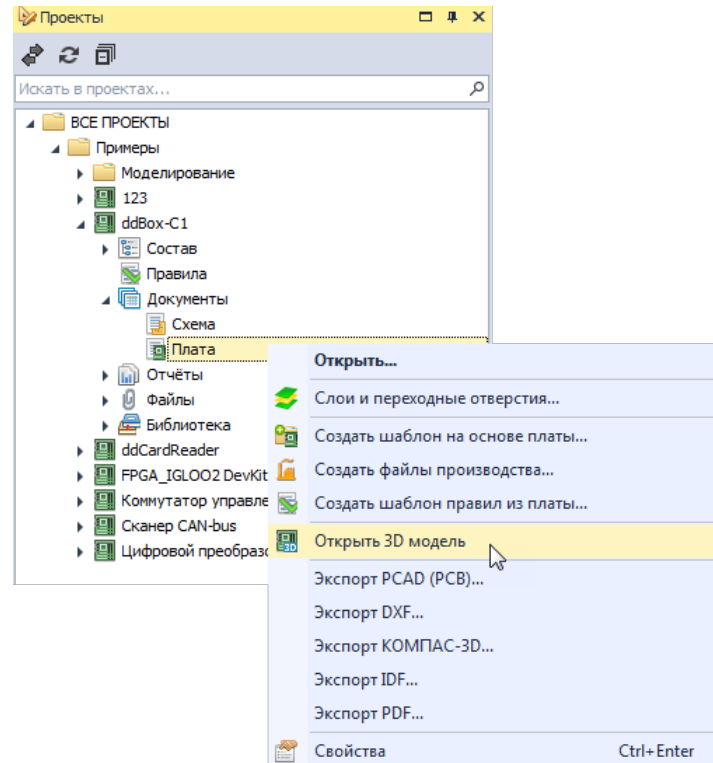 Проекты
Искать в проектах...
ВСЕ ПРОЕКТЫ
Примеры
Моделирование
123
ddBox-C1
Состав
Правила
Документы
Схема
Плата
Отчёты
Файлы
Библиотека
ddCardReader
FPGA_IGLOO2 DevKit
Коммутатор
Сканер CAN-bus
Цифровой
Открыть...
Слои и переходные отверстия...
Создать шаблон на основе платы...
Создать файлы производства...
Создать шаблон правил из платы...
Открыть 3D модель
Экспорт PCAD (PCB)...
Экспорт DXF...
Экспорт КОМПАС-3D...
Экспорт IDF...
Экспорт PDF...
Свойства Ctrl+Enter